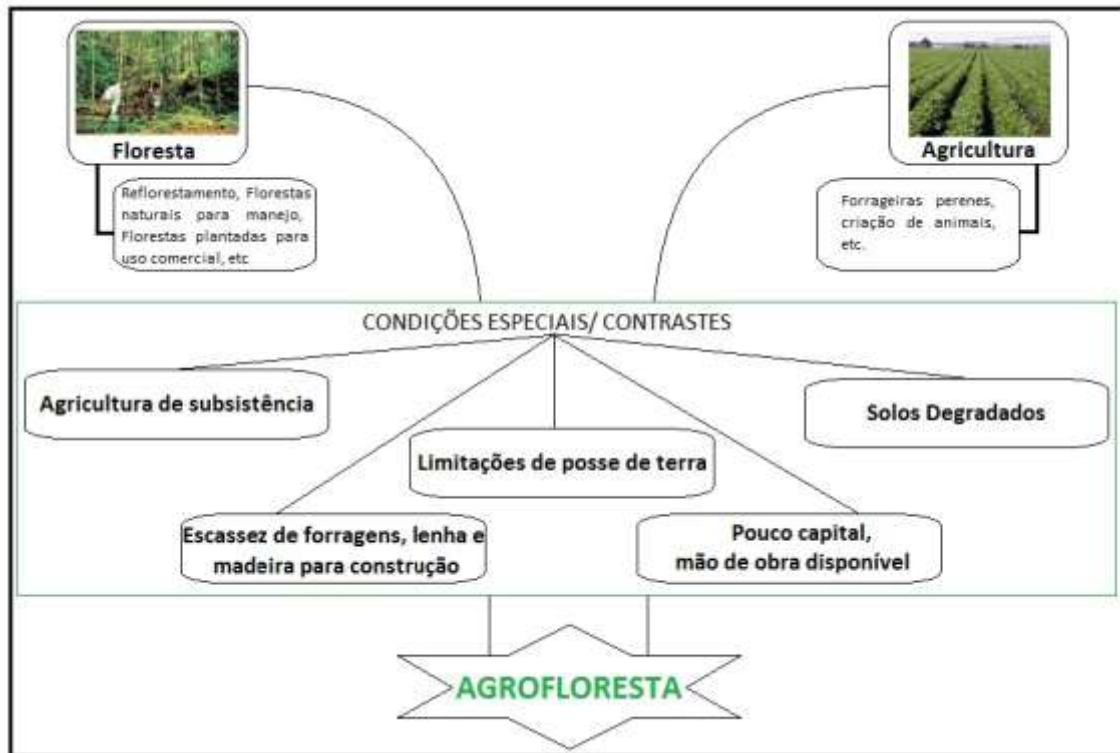 Floresta
Reflorestamento, Florestas
naturais para manejo,
Florestas plantadas para
uso comercial, etc
Agricultura
Forrageiras perenes,
criação de animais,
etc.
CONDIÇÕES ESPECIAIS/ CONTRASTES
Agricultura de subsistência
Solos Degradados
Limitações de posse de terra
Escassez de forragens, lenha e
madeira para construção
Pouco capital,
mão de obra disponível
AGROFLORESTA